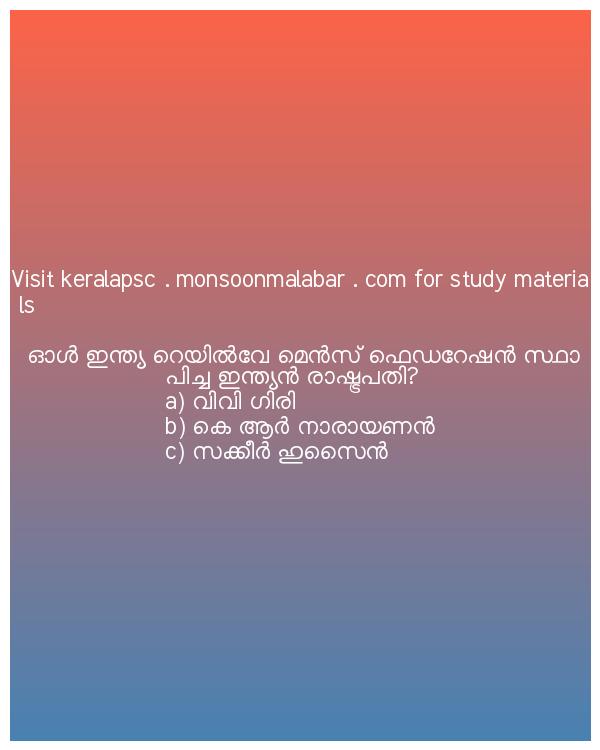 Visit keralapsc . monsoonmalabar . com for study materia
ls
ഓൾ ഇന്ത്യ റെയിൽവേ മെൻസ് ഫെഡറേഷൻ സ്ഥാ
പിച്ച ഇന്ത്യൻ രാഷ്ട്രപതി?
a) വിവി ഗിരി
b) കെ ആർ നാരായണൻ
c) സക്കീർ ഹുസൈൻ